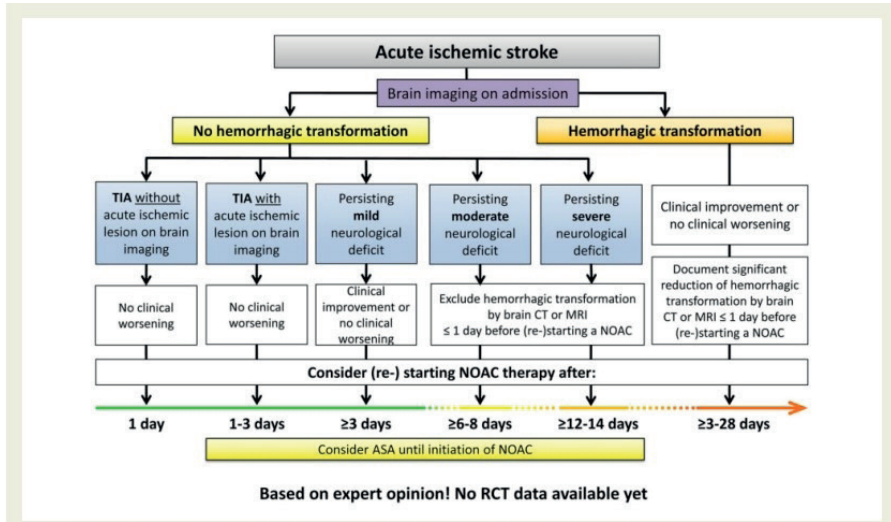 Acute ischemic stroke
Brain imaging on admission
No hemorrhagic transformation
Hemorrhagic transformation
TIA without
acute ischemic
lesion on brain
imaging
TIA with
acute ischemic
lesion on brain
imaging
Persisting
mild
neurological
deficit
Persisting
moderate
neurological
deficit
Persisting
severe
neurological
deficit
Clinical improvement or
no clinical worsening
No clinical
worsening
No clinical
worsening
Clinical
improvement or
no clinical
worsening
Exclude hemorrhagic transformation
by brain CT or MRI
≤ 1 day before (re-)starting a NOAC
Document significant
reduction of hemorrhagic
transformation by brain
CT or MRI ≤ 1 day before
(re-)starting a NOAC
Consider (re-) starting NOAC therapy after:
1 day
1-3 days
≥3 days
≥6-8 days
≥12-14 days
≥3-28 days
Consider ASA until initiation of NOAC
Based on expert opinion! No RCT data available yet